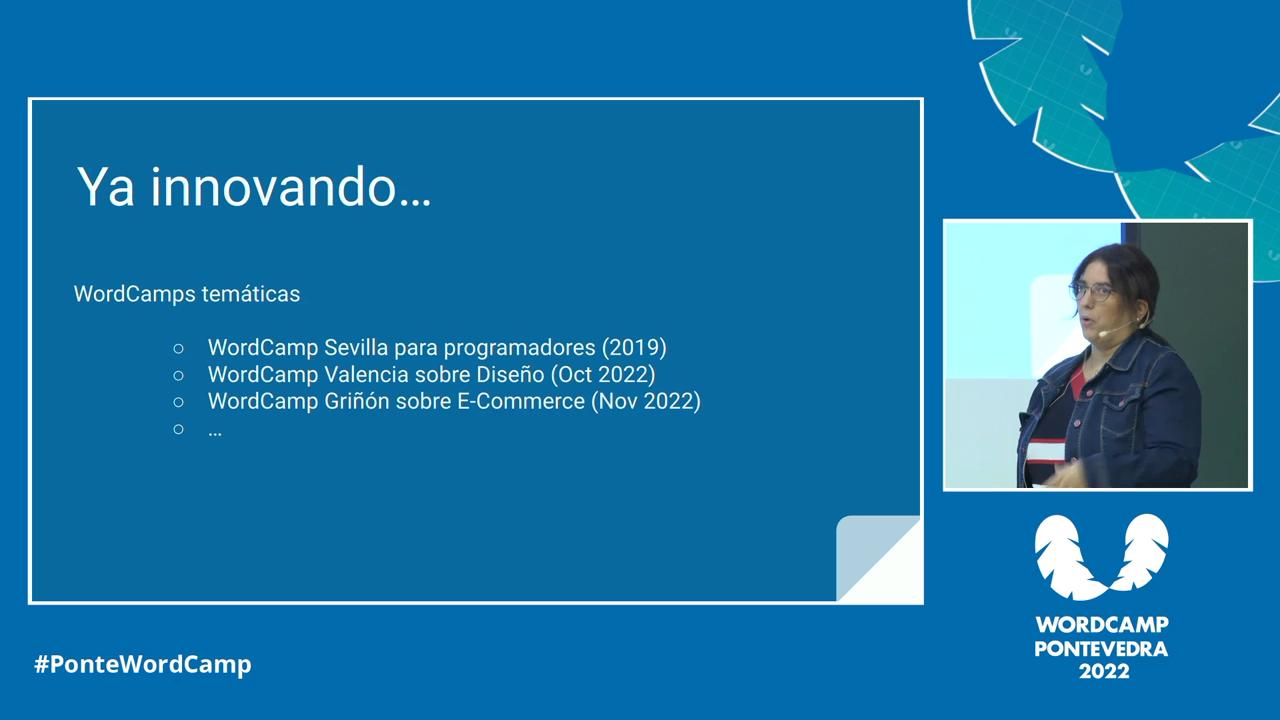 Ya innovando...
WordCamps temáticas
○ WordCamp Sevilla para programadores (2019)
○ WordCamp Valencia sobre Diseño (Oct 2022)
○ WordCamp Griñón sobre E-Commerce (Nov 2022)
○ ...
#PonteWordCamp
WORDCAMP
PONTEVEDRA
2022